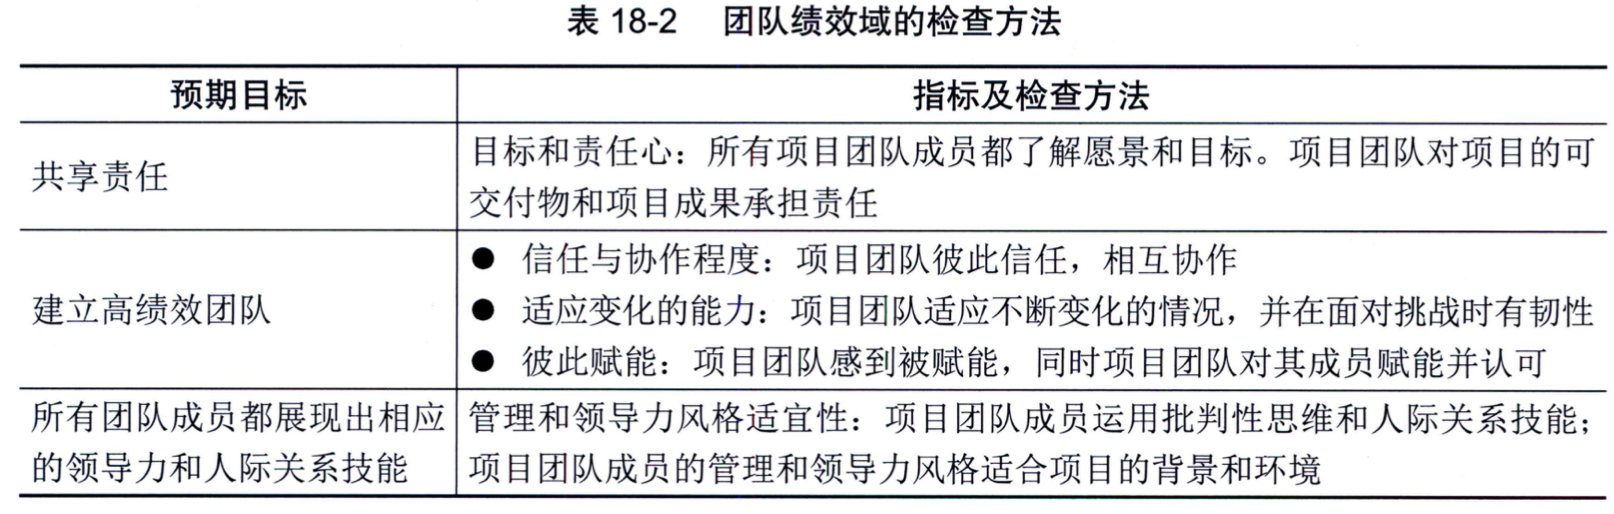 表 18-2 团队绩效域的检查方法
预期目标
指标及检查方法
共享责任
目标和责任心：所有项目团队成员都了解愿景和目标。项目团队对项目的可
交付物和项目成果承担责任
建立高绩效团队
● 信任与协作程度：项目团队彼此信任，相互协作
● 适应变化的能力：项目团队适应不断变化的情况，并在面对挑战时有韧性
● 彼此赋能：项目团队感到被赋能，同时项目团队对其成员赋能并认可
所有团队成员都展现出相应
的领导力和人际关系技能
管理和领导力风格适宜性：项目团队成员运用批判性思维和人际关系技能；
项目团队成员的管理和领导力风格适合项目的背景和环境